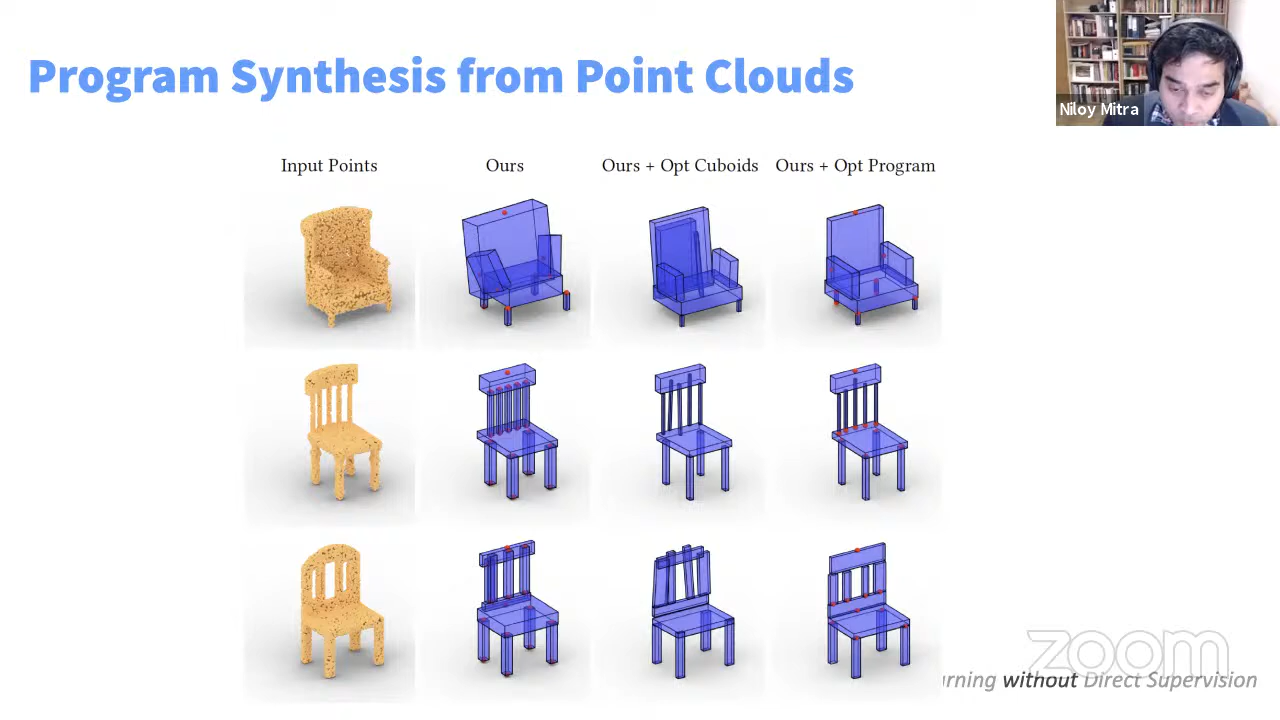 Program Synthesis from Point Clouds
Niloy Mitra
Input Points Ours Ours + Opt Cuboids Ours + Opt Program
zoom
without Direct Supervision